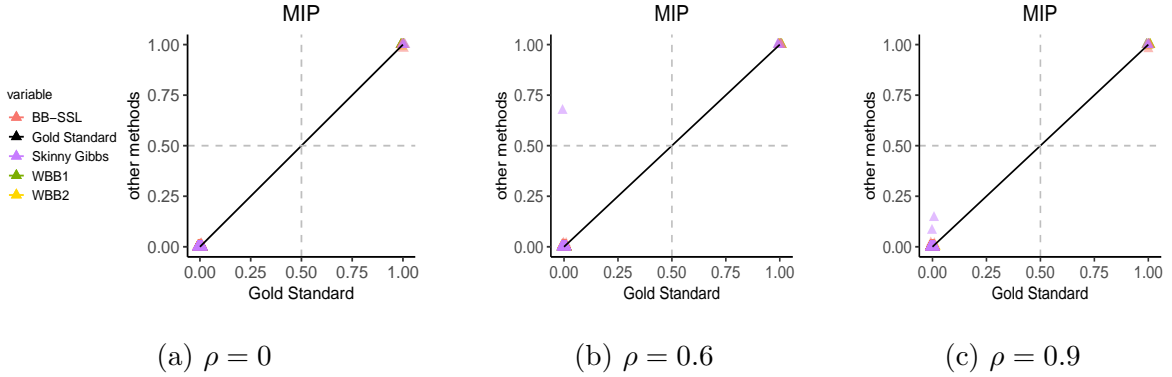 MIP
1.00
0.75
0.50
0.25
0.00
other methods
0.00 0.25 0.50 0.75 1.00
Gold Standard
variable
BB−SSL
Gold Standard
Skinny Gibbs
WBB1
WBB2
(a) ρ = 0
MIP
1.00
0.75
0.50
0.25
0.00
other methods
0.00 0.25 0.50 0.75 1.00
Gold Standard
(b) ρ = 0.6
MIP
1.00
0.75
0.50
0.25
0.00
other methods
0.00 0.25 0.50 0.75 1.00
Gold Standard
(c) ρ = 0.9